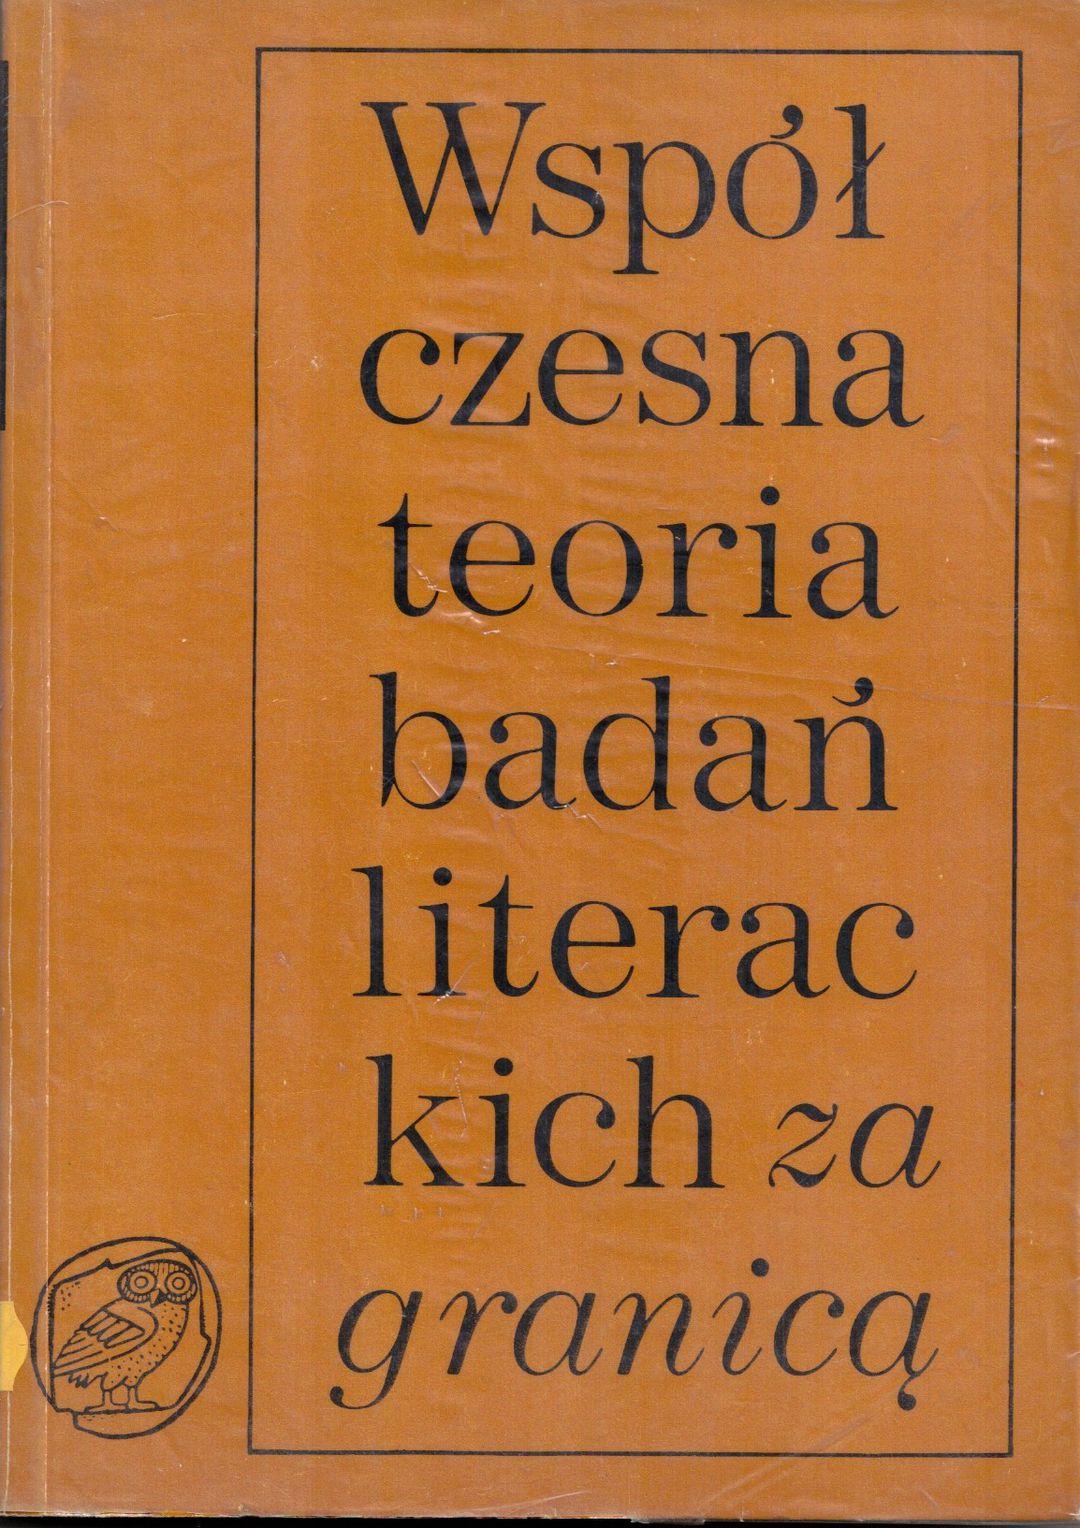 Współ
czesna
teoria
badań
literac
kich za
granicą